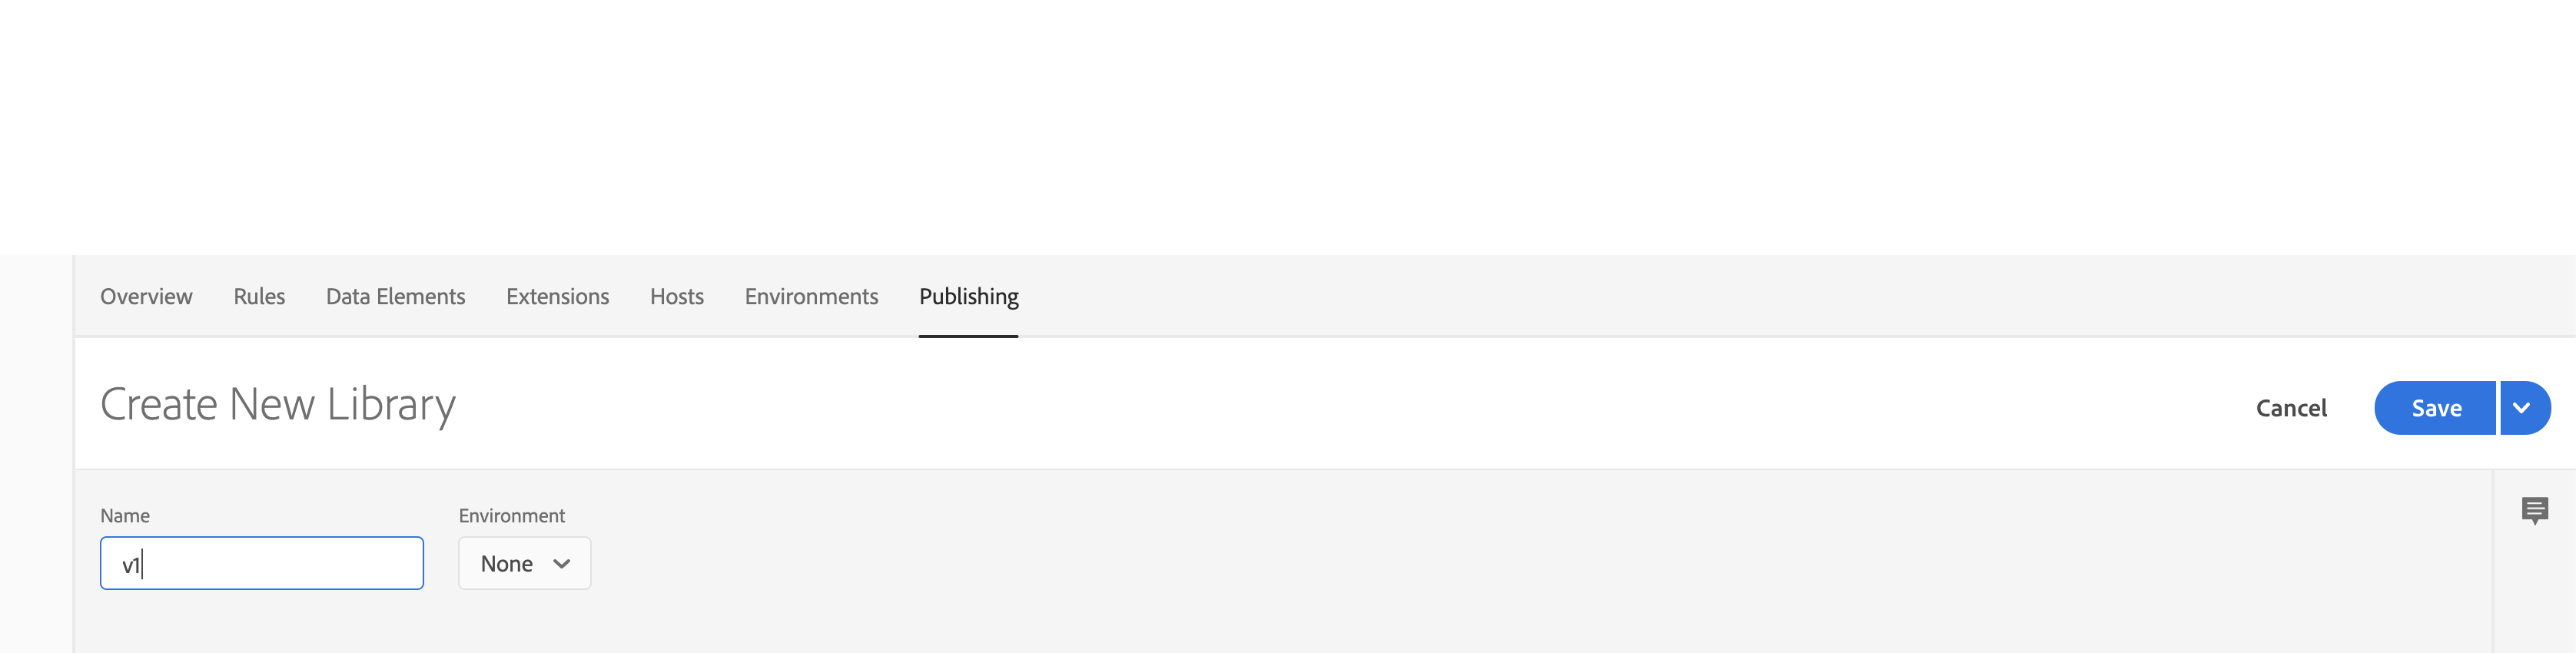 Overview Rules Data Elements Extensions Hosts Environments Publishing
Create New Library
Cancel Save
Name Environment
v1 None